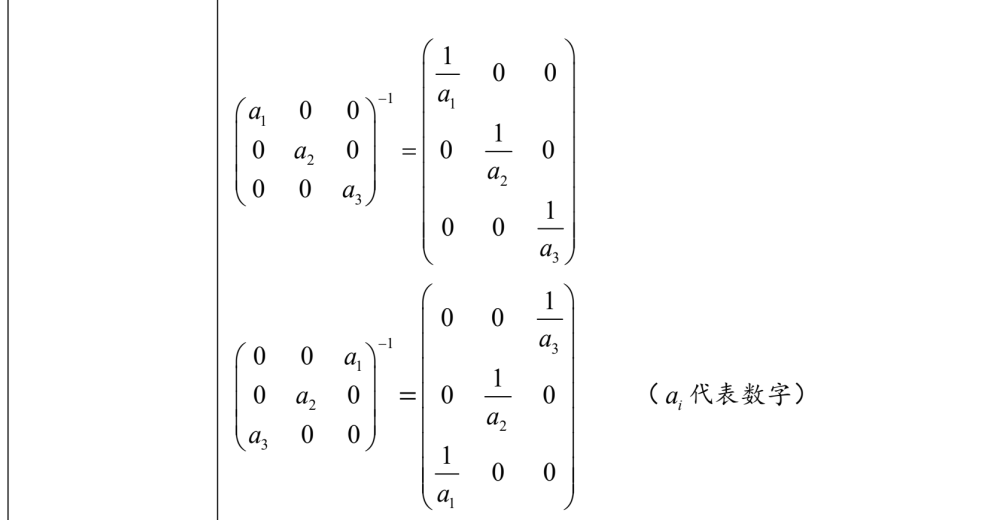 $\begin{pmatrix} a_1 & 0 & 0 \\ 0 & a_2 & 0 \\ 0 & 0 & a_3 \end{pmatrix}^{-1} = \begin{pmatrix} \frac{1}{a_1} & 0 & 0 \\ 0 & \frac{1}{a_2} & 0 \\ 0 & 0 & \frac{1}{a_3} \end{pmatrix}$
$\begin{pmatrix} 0 & 0 & a_1 \\ 0 & a_2 & 0 \\ a_3 & 0 & 0 \end{pmatrix}^{-1} = \begin{pmatrix} 0 & 0 & \frac{1}{a_3} \\ 0 & \frac{1}{a_2} & 0 \\ \frac{1}{a_1} & 0 & 0 \end{pmatrix}$ （$a_i$ 代表数字）